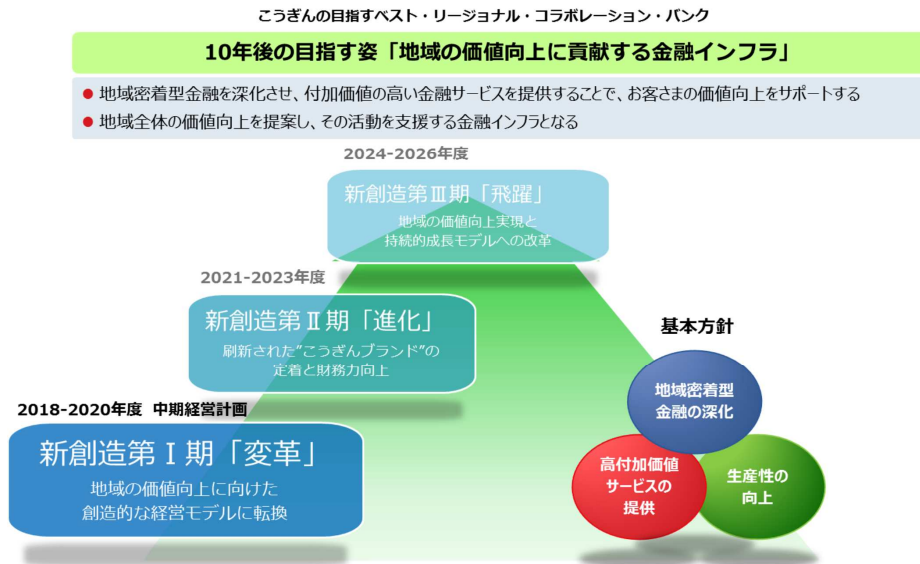 こうぎんの目指すベスト・リージョナル・コラボレーション・バンク
10年後の目指す姿「地域の価値向上に貢献する金融インフラ」
● 地域密着型金融を深化させ、付加価値の高い金融サービスを提供することで、お客さまの価値向上をサポートする
● 地域全体の価値向上を提案し、その活動を支援する金融インフラとなる
2024-2026年度
新創造第Ⅲ期「飛躍」
地域の価値向上実現と
持続的成長モデルへの改革
2021-2023年度
新創造第Ⅱ期「進化」
刷新された”こうぎんブランド”の
定着と財務力向上
2018-2020年度 中期経営計画
新創造第Ⅰ期「変革」
地域の価値向上に向けた
創造的な経営モデルに転換
基本方針
地域密着型
金融の深化
高付加価値
サービスの
提供
生産性の
向上